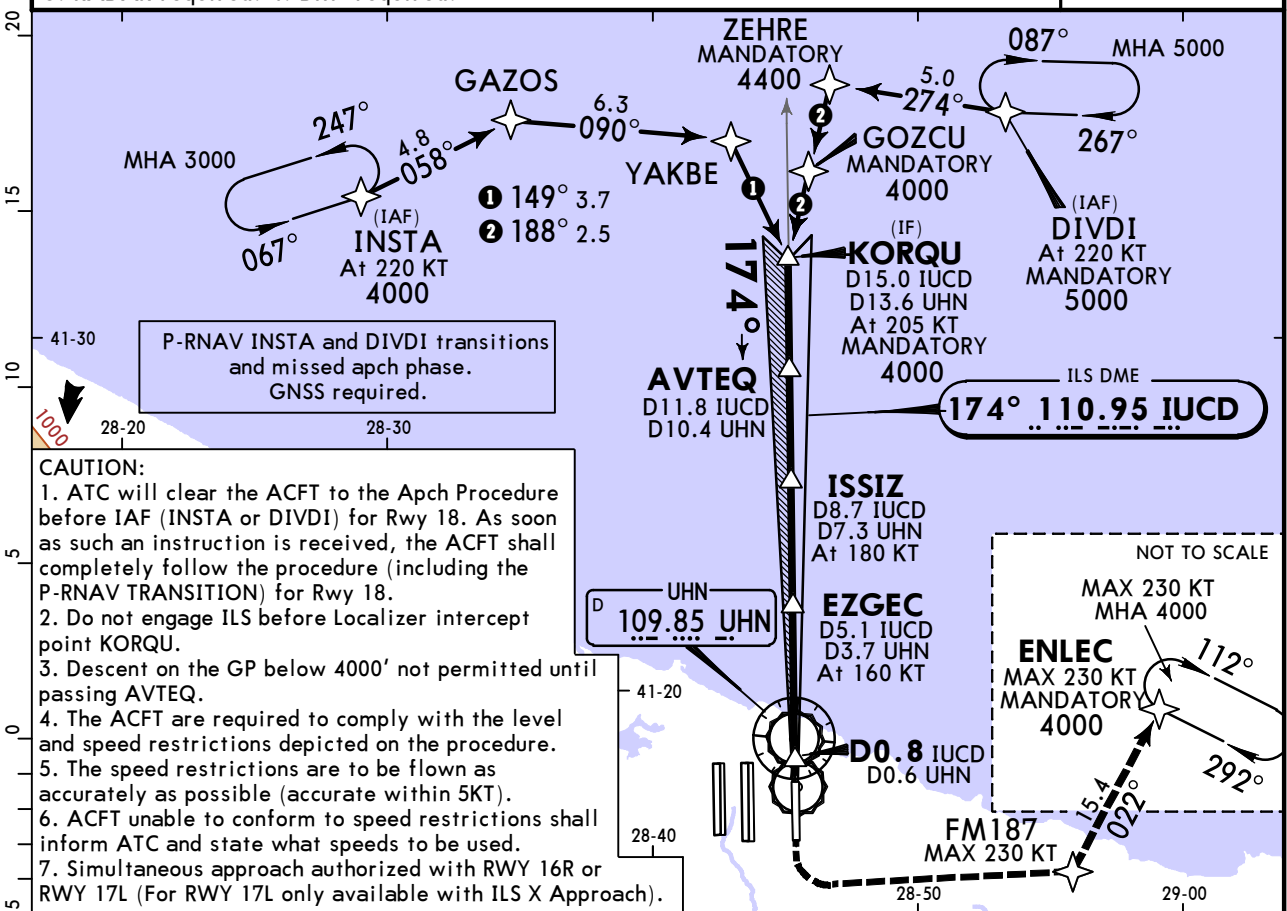 20
ZEHRE
MANDATORY
4400
5.0
274°
087°
MHA 5000
267°
GAZOS
6.3
090°
247°
4.8
058°
MHA 3000
067°
(IAF)
INSTA
At 220 KT
4000
YAKBE
1
2
2
1 149° 3.7
2 188° 2.5
GOZCU
MANDATORY
4000
(IAF)
DIVDI
At 220 KT
MANDATORY
5000
15
(IF)
KORQU
D15.0 IUCD
D13.6 UHN
At 205 KT
MANDATORY
4000
174°
41-30
P-RNAV INSTA and DIVDI transitions
and missed apch phase.
GNSS required.
AVTEQ
D11.8 IUCD
D10.4 UHN
ILS DME
174° 110.95 IUCD
10
1000
28-20
28-30
CAUTION:
1. ATC will clear the ACFT to the Apch Procedure
before IAF (INSTA or DIVDI) for Rwy 18. As soon
as such an instruction is received, the ACFT shall
completely follow the procedure (including the
P-RNAV TRANSITION) for Rwy 18.
2. Do not engage ILS before Localizer intercept
point KORQU.
3. Descent on the GP below 4000' not permitted until
passing AVTEQ.
4. The ACFT are required to comply with the level
and speed restrictions depicted on the procedure.
5. The speed restrictions are to be flown as
accurately as possible (accurate within 5KT).
6. ACFT unable to conform to speed restrictions shall
inform ATC and state what speeds to be used.
7. Simultaneous approach authorized with RWY 16R or
RWY 17L (For RWY 17L only available with ILS X Approach).
ISSIZ
D8.7 IUCD
D7.3 UHN
At 180 KT
5
UHN
D
109.85 UHN
EZGEC
D5.1 IUCD
D3.7 UHN
At 160 KT
41-20
NOT TO SCALE
MAX 230 KT
MHA 4000
ENLEC
MAX 230 KT
MANDATORY
4000
112°
292°
0
D0.8 IUCD
D0.6 UHN
15.4
022°
FM187
MAX 230 KT
28-40
28-50
29-00
5